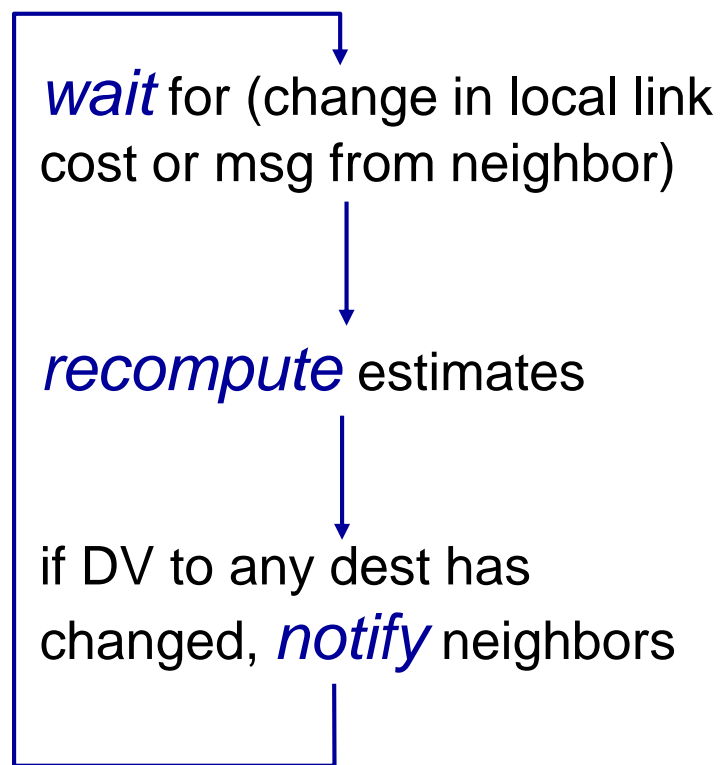 wait for (change in local link
cost or msg from neighbor)
recompute estimates
if DV to any dest has
changed, notify neighbors